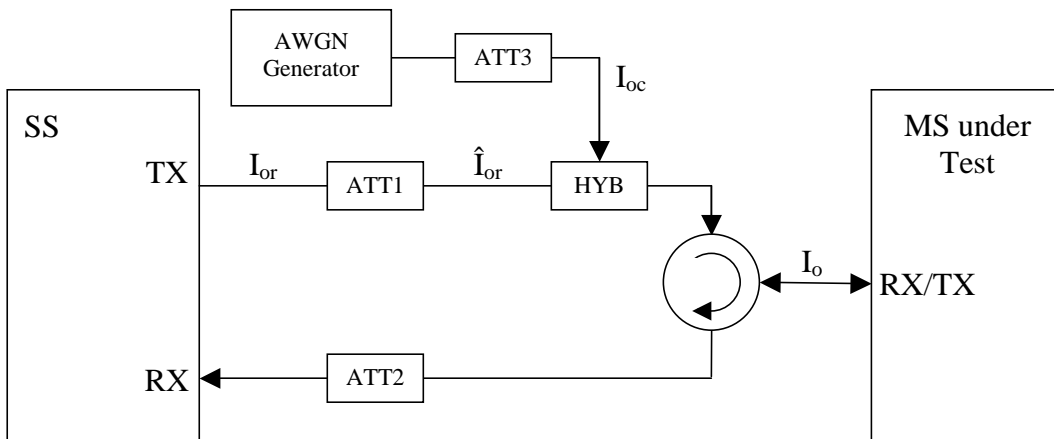 AWGN
Generator
ATT3
I_oc
SS
MS under
Test
TX
I_or
ATT1
Î_or
HYB
I_o
RX/TX
RX
ATT2